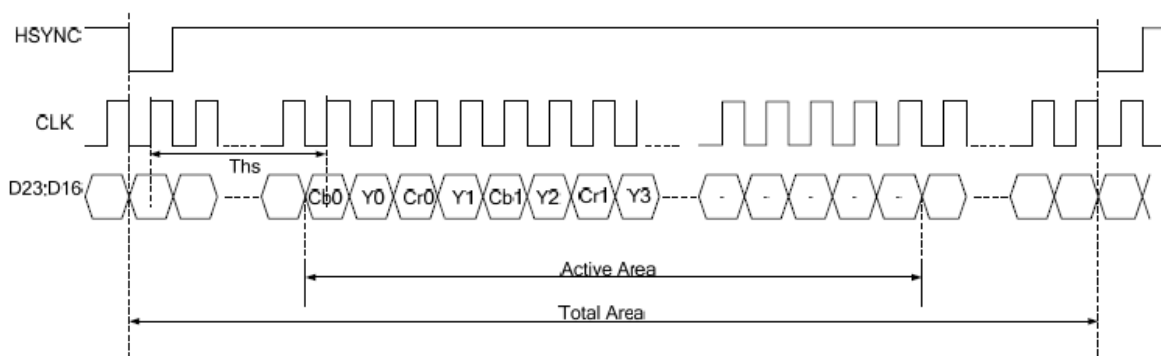 HSYNC
CLK
Ths
D23;D16
Cb0 Y0 Cr0 Y1 Cb1 Y2 Cr1 Y3 - - - - -
Active Area
Total Area